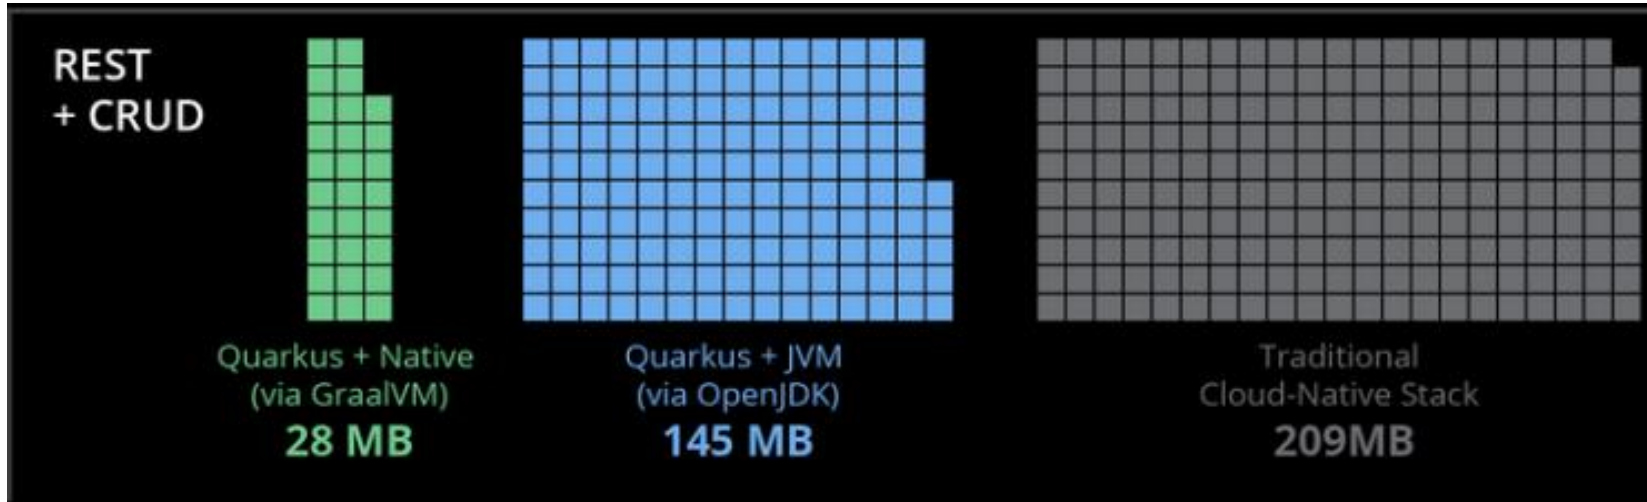 REST
+ CRUD
Quarkus + Native
(via GraalVM)
28 MB
Quarkus + JVM
(via OpenJDK)
145 MB
Traditional
Cloud-Native Stack
209MB